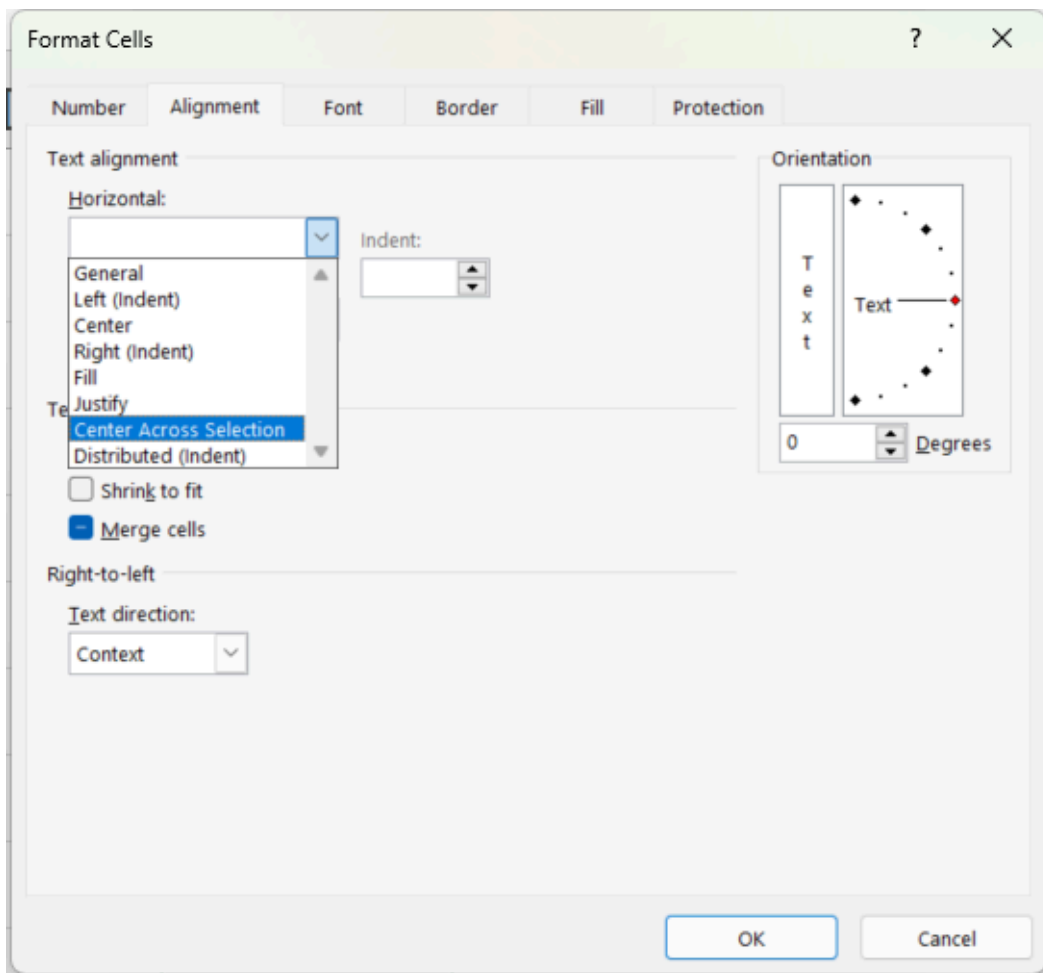 Format Cells
?
Number Alignment Font Border Fill Protection
Text alignment
Orientation
Horizontal:
Indent:
General
Left (Indent)
Center
Right (Indent)
Fill
Justify
Center Across Selection
Distributed (Indent)
Te
Shrink to fit
Merge cells
Right-to-left
Text direction:
Context
Text
Text
0 Degrees
OK Cancel